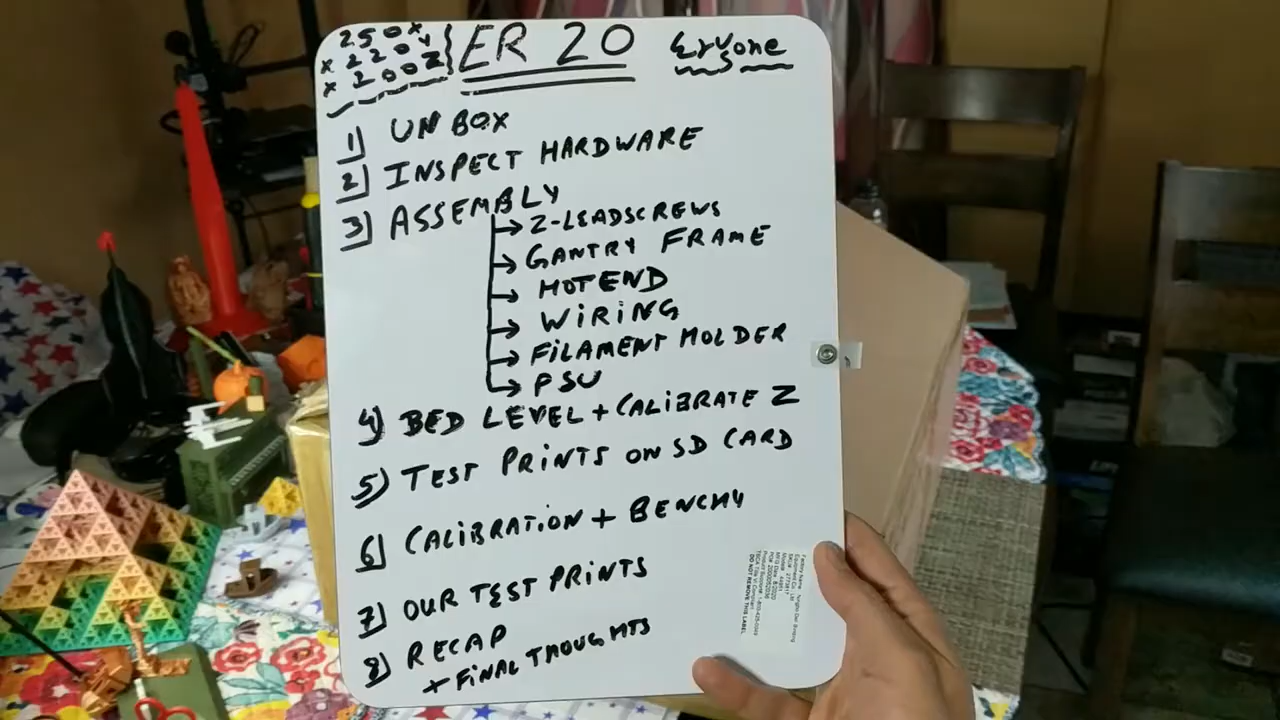 250x
x 220y
x 200Z
ER 20
Eryone
1) UNBOX
2) INSPECT HARDWARE
3) ASSEMBLY
Z-LEADSCREWS
GANTRY FRAME
HOTEND
WIRING
FILAMENT HOLDER
PSU
4) BED LEVEL + CALIBRATE Z
5) TEST PRINTS ON SD CARD
6) CALIBRATION + BENCHY
7) OUR TEST PRINTS
8) RECAP
+ FINAL THOUGHTS
DO NOT REMOVE THIS LABEL